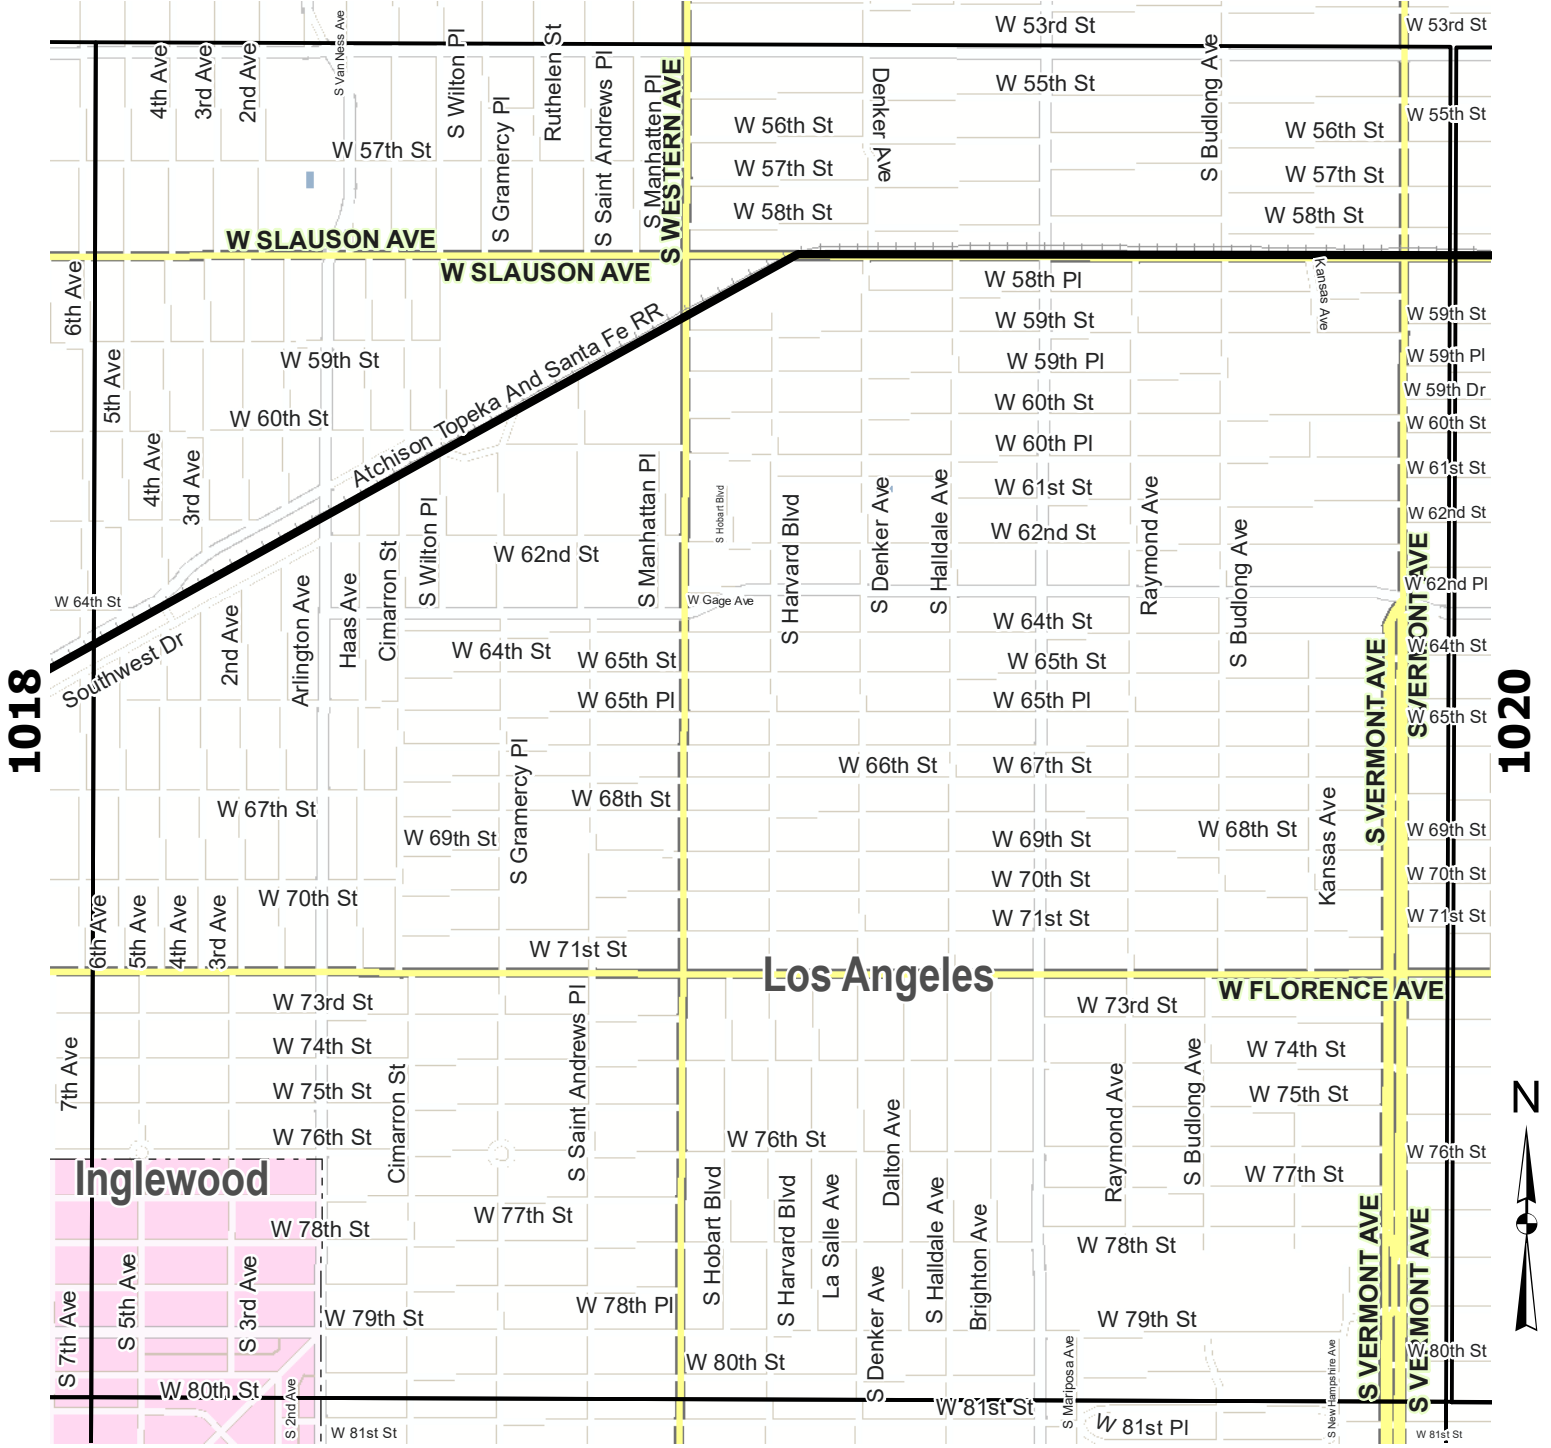 W 53rd St
W 53rd St
4th Ave
3rd Ave
2nd Ave
S Van Ness Ave
S Wilton Pl
S Gramercy Pl
Ruthelen St
S Saint Andrews Pl
S Manhatten Pl
S WESTERN AVE
Denker Ave
W 55th St
S Budlong Ave
W 55th St
W 56th St
W 56th St
W 57th St
W 57th St
W 57th St
W 58th St
W 58th St
W SLAUSON AVE
W SLAUSON AVE
6th Ave
W 58th Pl
Kansas Ave
W 59th St
W 59th St
W 59th St
5th Ave
Atchison Topeka And Santa Fe RR
W 59th Pl
W 59th Pl
W 59th Dr
W 60th St
W 60th St
W 60th St
W 60th Pl
4th Ave
3rd Ave
W 61st St
W 61st St
S Wilton Pl
S Manhattan Pl
S Hobart Blvd
S Harvard Blvd
S Denker Ave
S Halldale Ave
Raymond Ave
S Budlong Ave
W 62nd St
W 62nd St
W 62nd St
S VERMONT AVE
W 62nd Pl
W 64th St
2nd Ave
Arlington Ave
Haas Ave
Cimarron St
W Gage Ave
W 64th St
W 64th St
W 64th St
Southwest Dr
W 65th St
W 65th St
W 65th Pl
W 65th Pl
W 65th St
1018
1020
S VERMONT AVE
S Gramercy Pl
W 66th St
W 67th St
W 67th St
W 68th St
W 68th St
W 69th St
W 69th St
W 69th St
Kansas Ave
W 70th St
W 70th St
W 70th St
6th Ave
5th Ave
4th Ave
3rd Ave
W 71st St
W 71st St
W 71st St
Los Angeles
W FLORENCE AVE
W 73rd St
W 73rd St
S Saint Andrews Pl
7th Ave
W 74th St
W 74th St
Cimarron St
W 75th St
W 75th St
Raymond Ave
S Budlong Ave
Dalton Ave
N
W 76th St
W 76th St
W 76th St
Inglewood
W 77th St
W 77th St
S Hobart Blvd
S Harvard Blvd
La Salle Ave
S Halldale Ave
Brighton Ave
W 78th St
W 78th St
S VERMONT AVE
S VERMONT AVE
S 7th Ave
S 5th Ave
S 3rd Ave
W 78th Pl
W 79th St
W 79th St
S Denker Ave
S Mariposa Ave
S New Hampshire Ave
W 80th St
W 80th St
W 80th St
S 2nd Ave
W 81st St
W 81st St
W 81st Pl
W 81st St